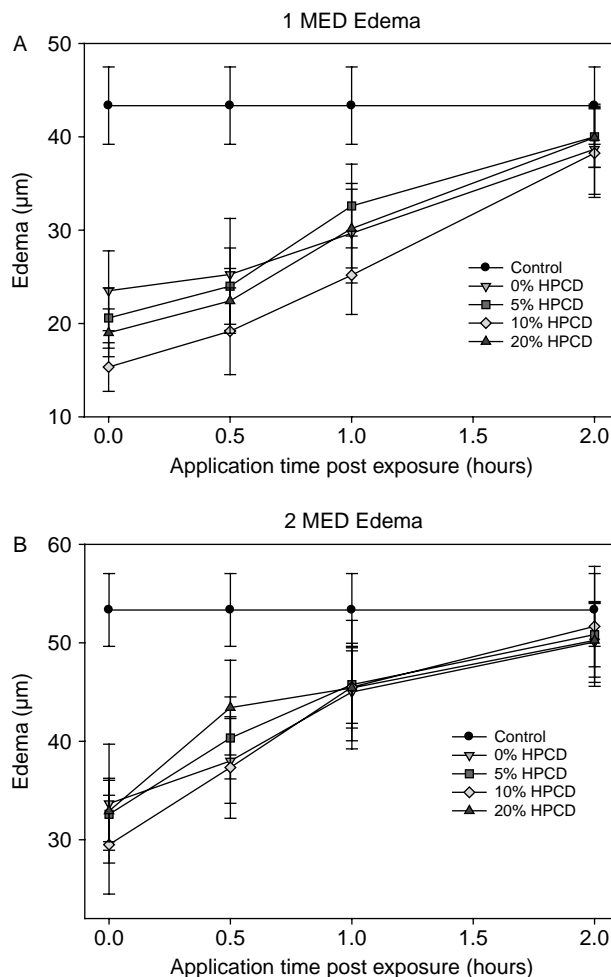 A
1 MED Edema
50
40
30
20
10
Edema (µm)
Control
0% HPCD
5% HPCD
10% HPCD
20% HPCD
0.0 0.5 1.0 1.5 2.0
Application time post exposure (hours)
B
2 MED Edema
60
50
40
30
Edema (µm)
Control
0% HPCD
5% HPCD
10% HPCD
20% HPCD
0.0 0.5 1.0 1.5 2.0
Application time post exposure (hours)